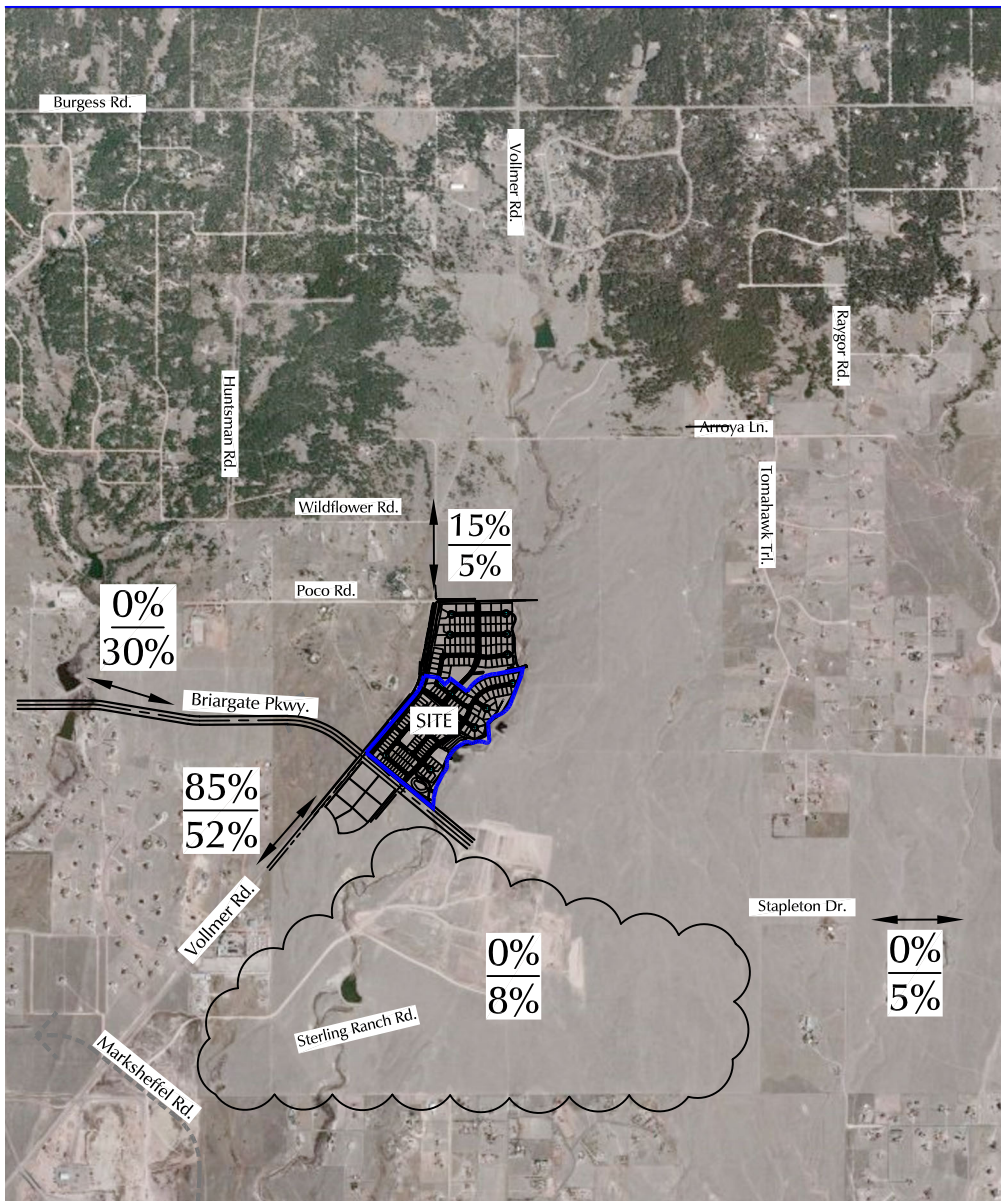 Burgess Rd.
Vollmer Rd.
Raygor Rd.
Huntsman Rd.
Arroya Ln.
Tomahawk Trl.
Wildflower Rd.
15%
5%
Poco Rd.
0%
30%
Briargate Pkwy.
SITE
85%
52%
Vollmer Rd.
Stapleton Dr.
0%
8%
0%
5%
Sterling Ranch Rd.
Marksheffel Rd.